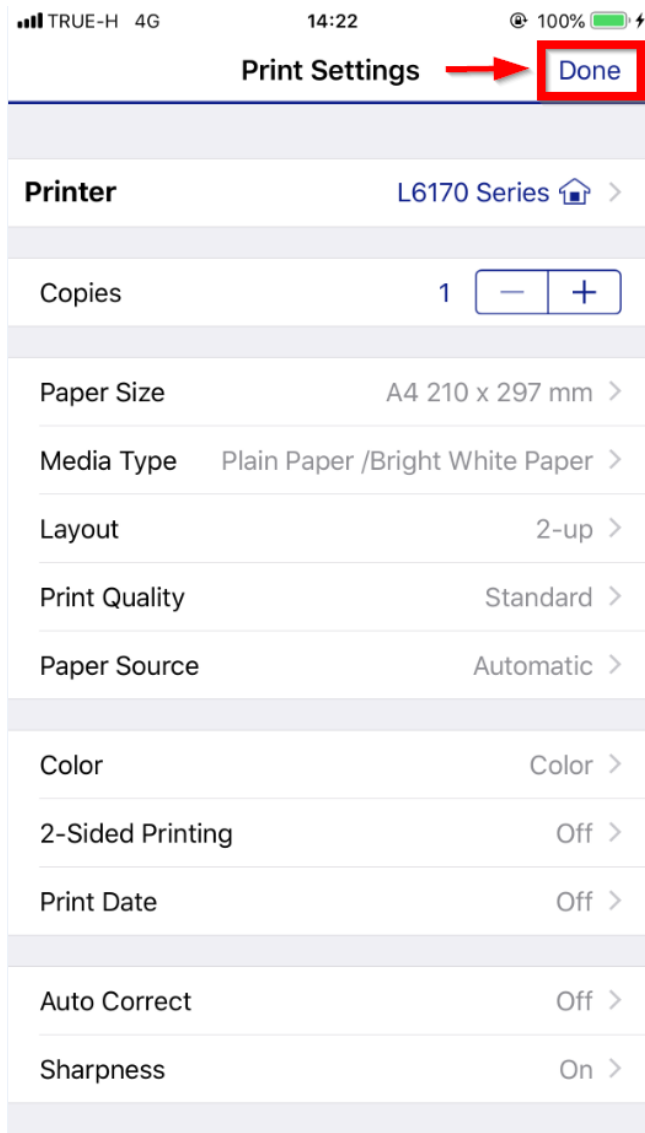 TRUE-H 4G 14:22 100%
Print Settings Done
Printer L6170 Series
Copies 1 − +
Paper Size A4 210 x 297 mm
Media Type Plain Paper /Bright White Paper
Layout 2-up
Print Quality Standard
Paper Source Automatic
Color Color
2-Sided Printing Off
Print Date Off
Auto Correct Off
Sharpness On